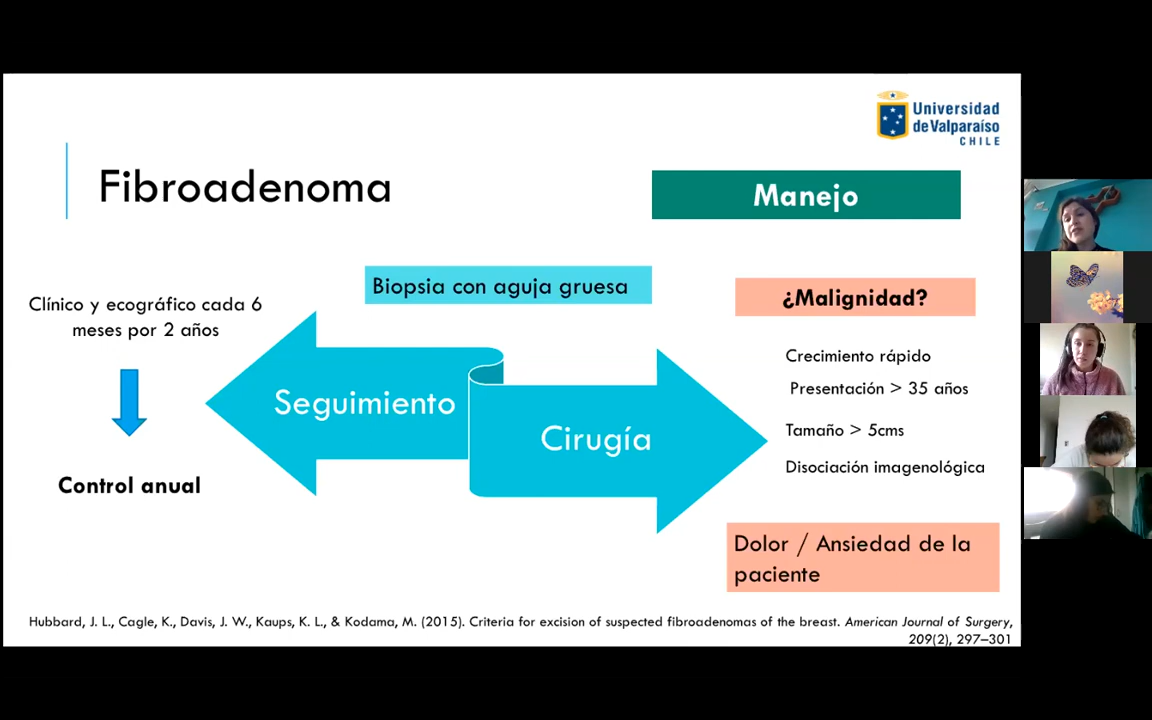 Universidad
de Valparaíso
CHILE
Fibroadenoma
Manejo
Biopsia con aguja gruesa
¿Malignidad?
Clínico y ecográfico cada 6
meses por 2 años
Control anual
Seguimiento
Cirugía
Crecimiento rápido
Presentación > 35 años
Tamaño > 5cms
Disociación imagenológica
Dolor / Ansiedad de la
paciente
Hubbard, J. L., Cagle, K., Davis, J. W., Kaups, K. L., & Kodama, M. (2015). Criteria for excision of suspected fibroadenomas of the breast. American Journal of Surgery,
209(2), 297–301